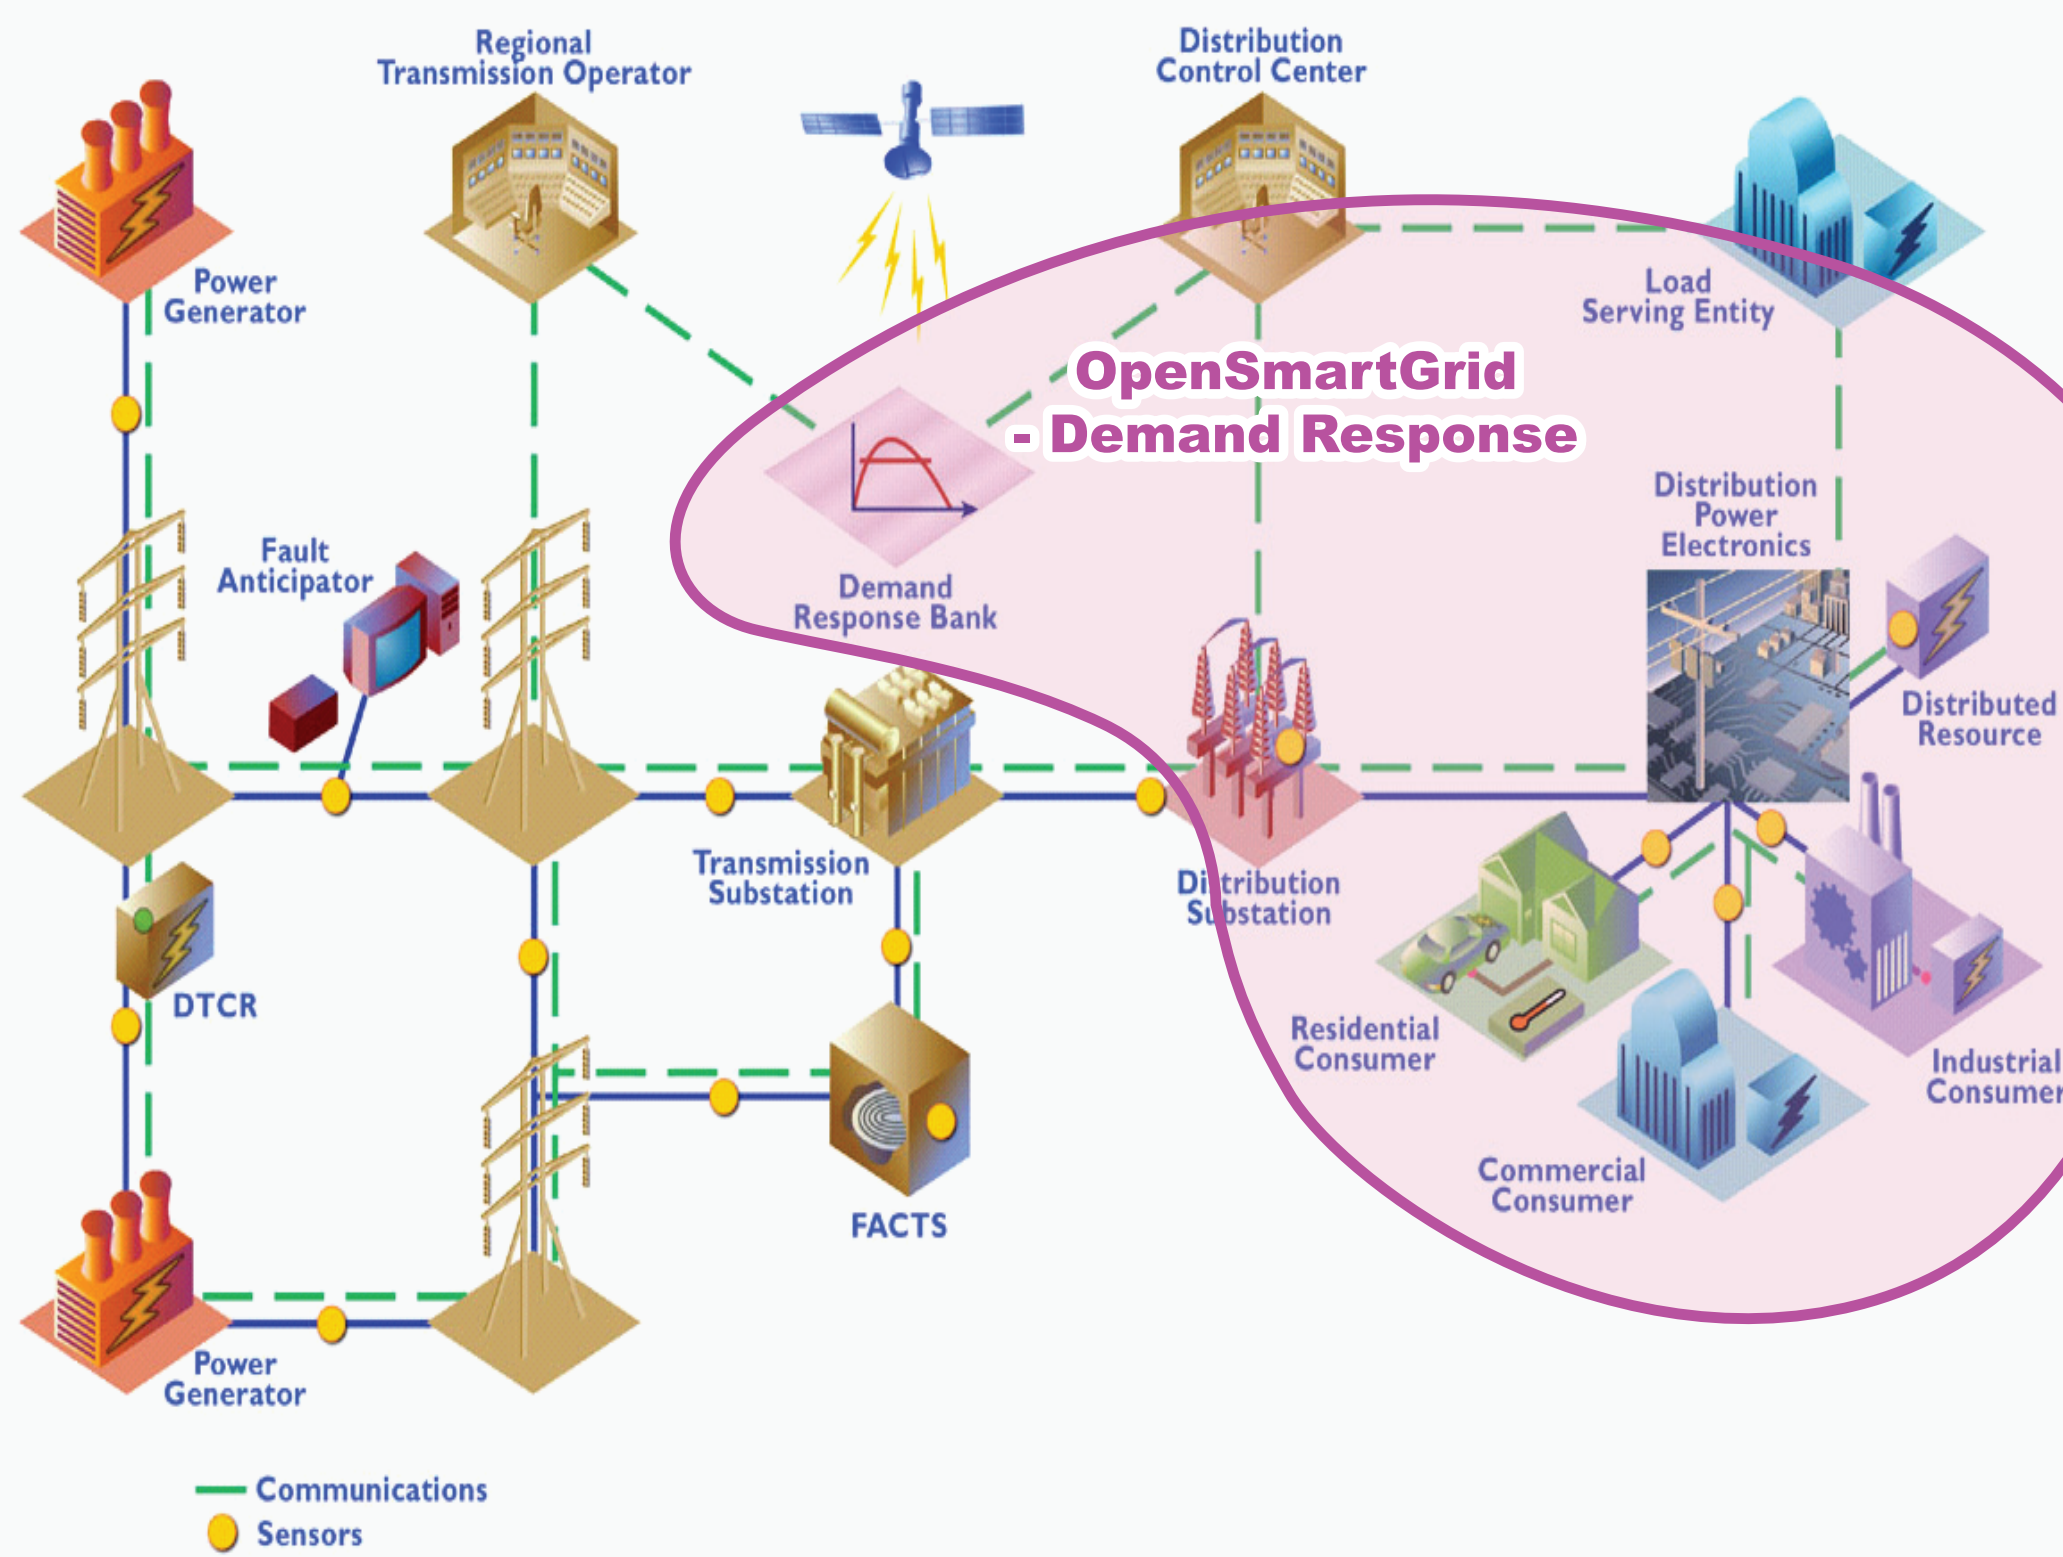 Regional
Transmission Operator
Distribution
Control Center
Power
Generator
Load
Serving Entity
OpenSmartGrid
- Demand Response
Distribution
Power
Electronics
Fault
Anticipator
Demand
Response Bank
Distributed
Resource
Transmission
Substation
Distribution
Substation
DTCR
Residential
Consumer
Industrial
Consumer
Commercial
Consumer
FACTS
Power
Generator
Communications
Sensors